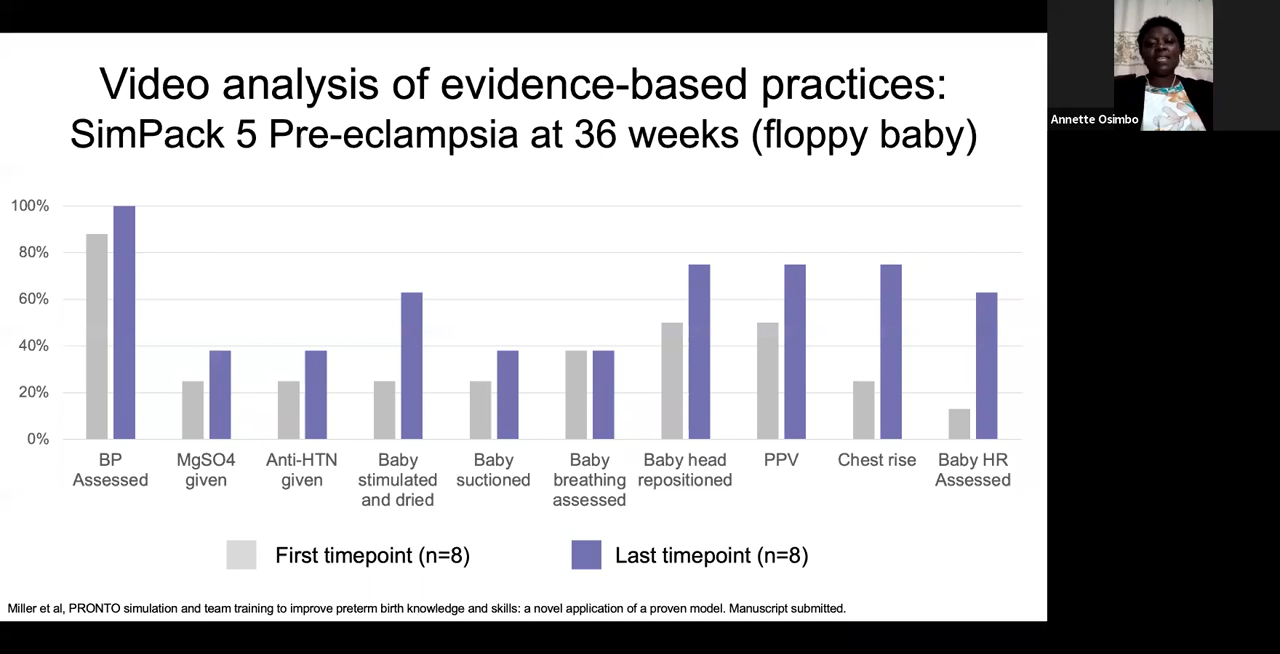 Video analysis of evidence-based practices:
SimPack 5 Pre-eclampsia at 36 weeks (floppy baby)
Annette Osimbo
100%
80%
60%
40%
20%
0%
BP
Assessed
MgSO4
given
Anti-HTN
given
Baby
stimulated
and dried
Baby
suctioned
Baby
breathing
assessed
Baby head
repositioned
PPV
Chest rise
Baby HR
Assessed
First timepoint (n=8)
Last timepoint (n=8)
Miller et al, PRONTO simulation and team training to improve preterm birth knowledge and skills: a novel application of a proven model. Manuscript submitted.